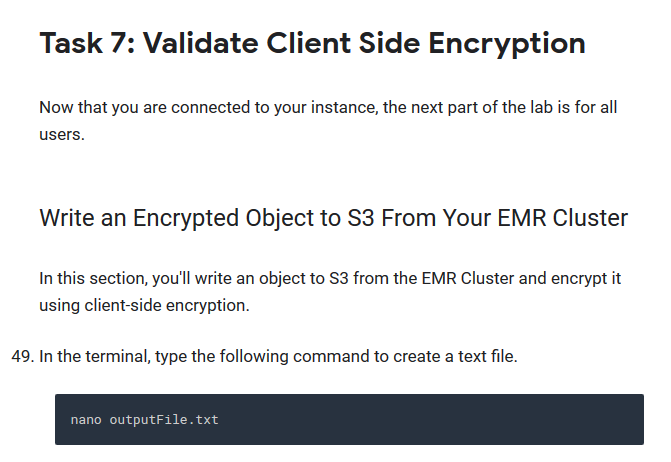 Task 7: Validate Client Side Encryption
Now that you are connected to your instance, the next part of the lab is for all
users.
Write an Encrypted Object to S3 From Your EMR Cluster
In this section, you'll write an object to S3 from the EMR Cluster and encrypt it
using client-side encryption.
49. In the terminal, type the following command to create a text file.
nano outputFile.txt